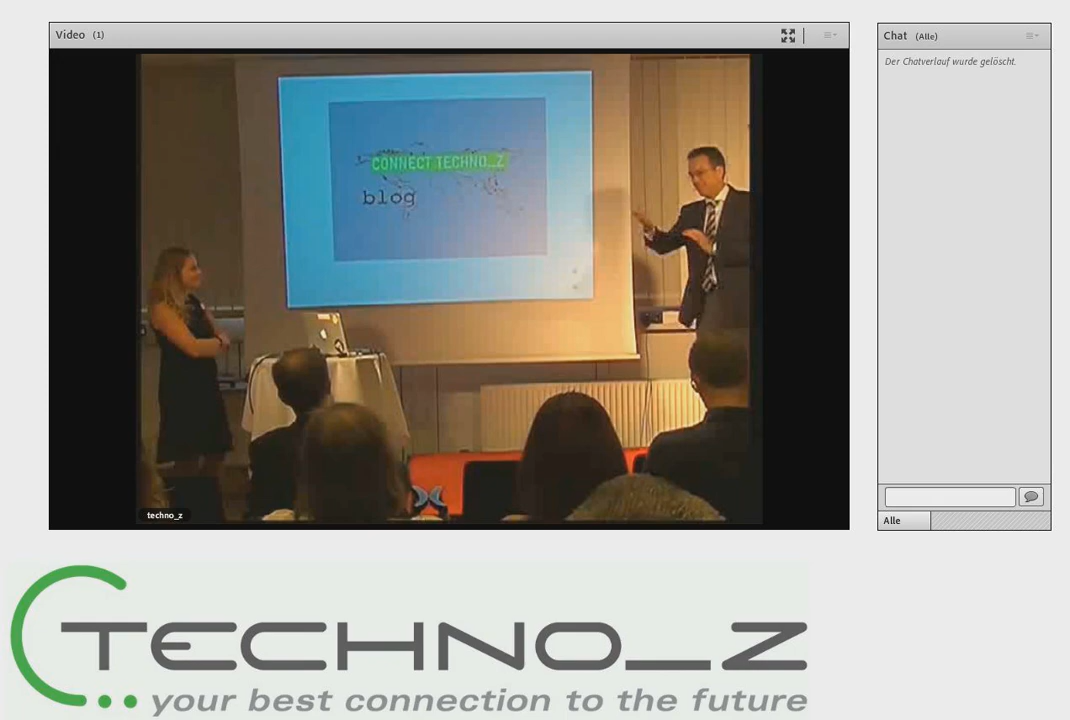 Video (1)
Chat (Alle)
Der Chatverlauf wurde gelöscht.
CONNECT TECHNO_Z
blog
techno_z
Alle
TECHNO_Z
your best connection to the future